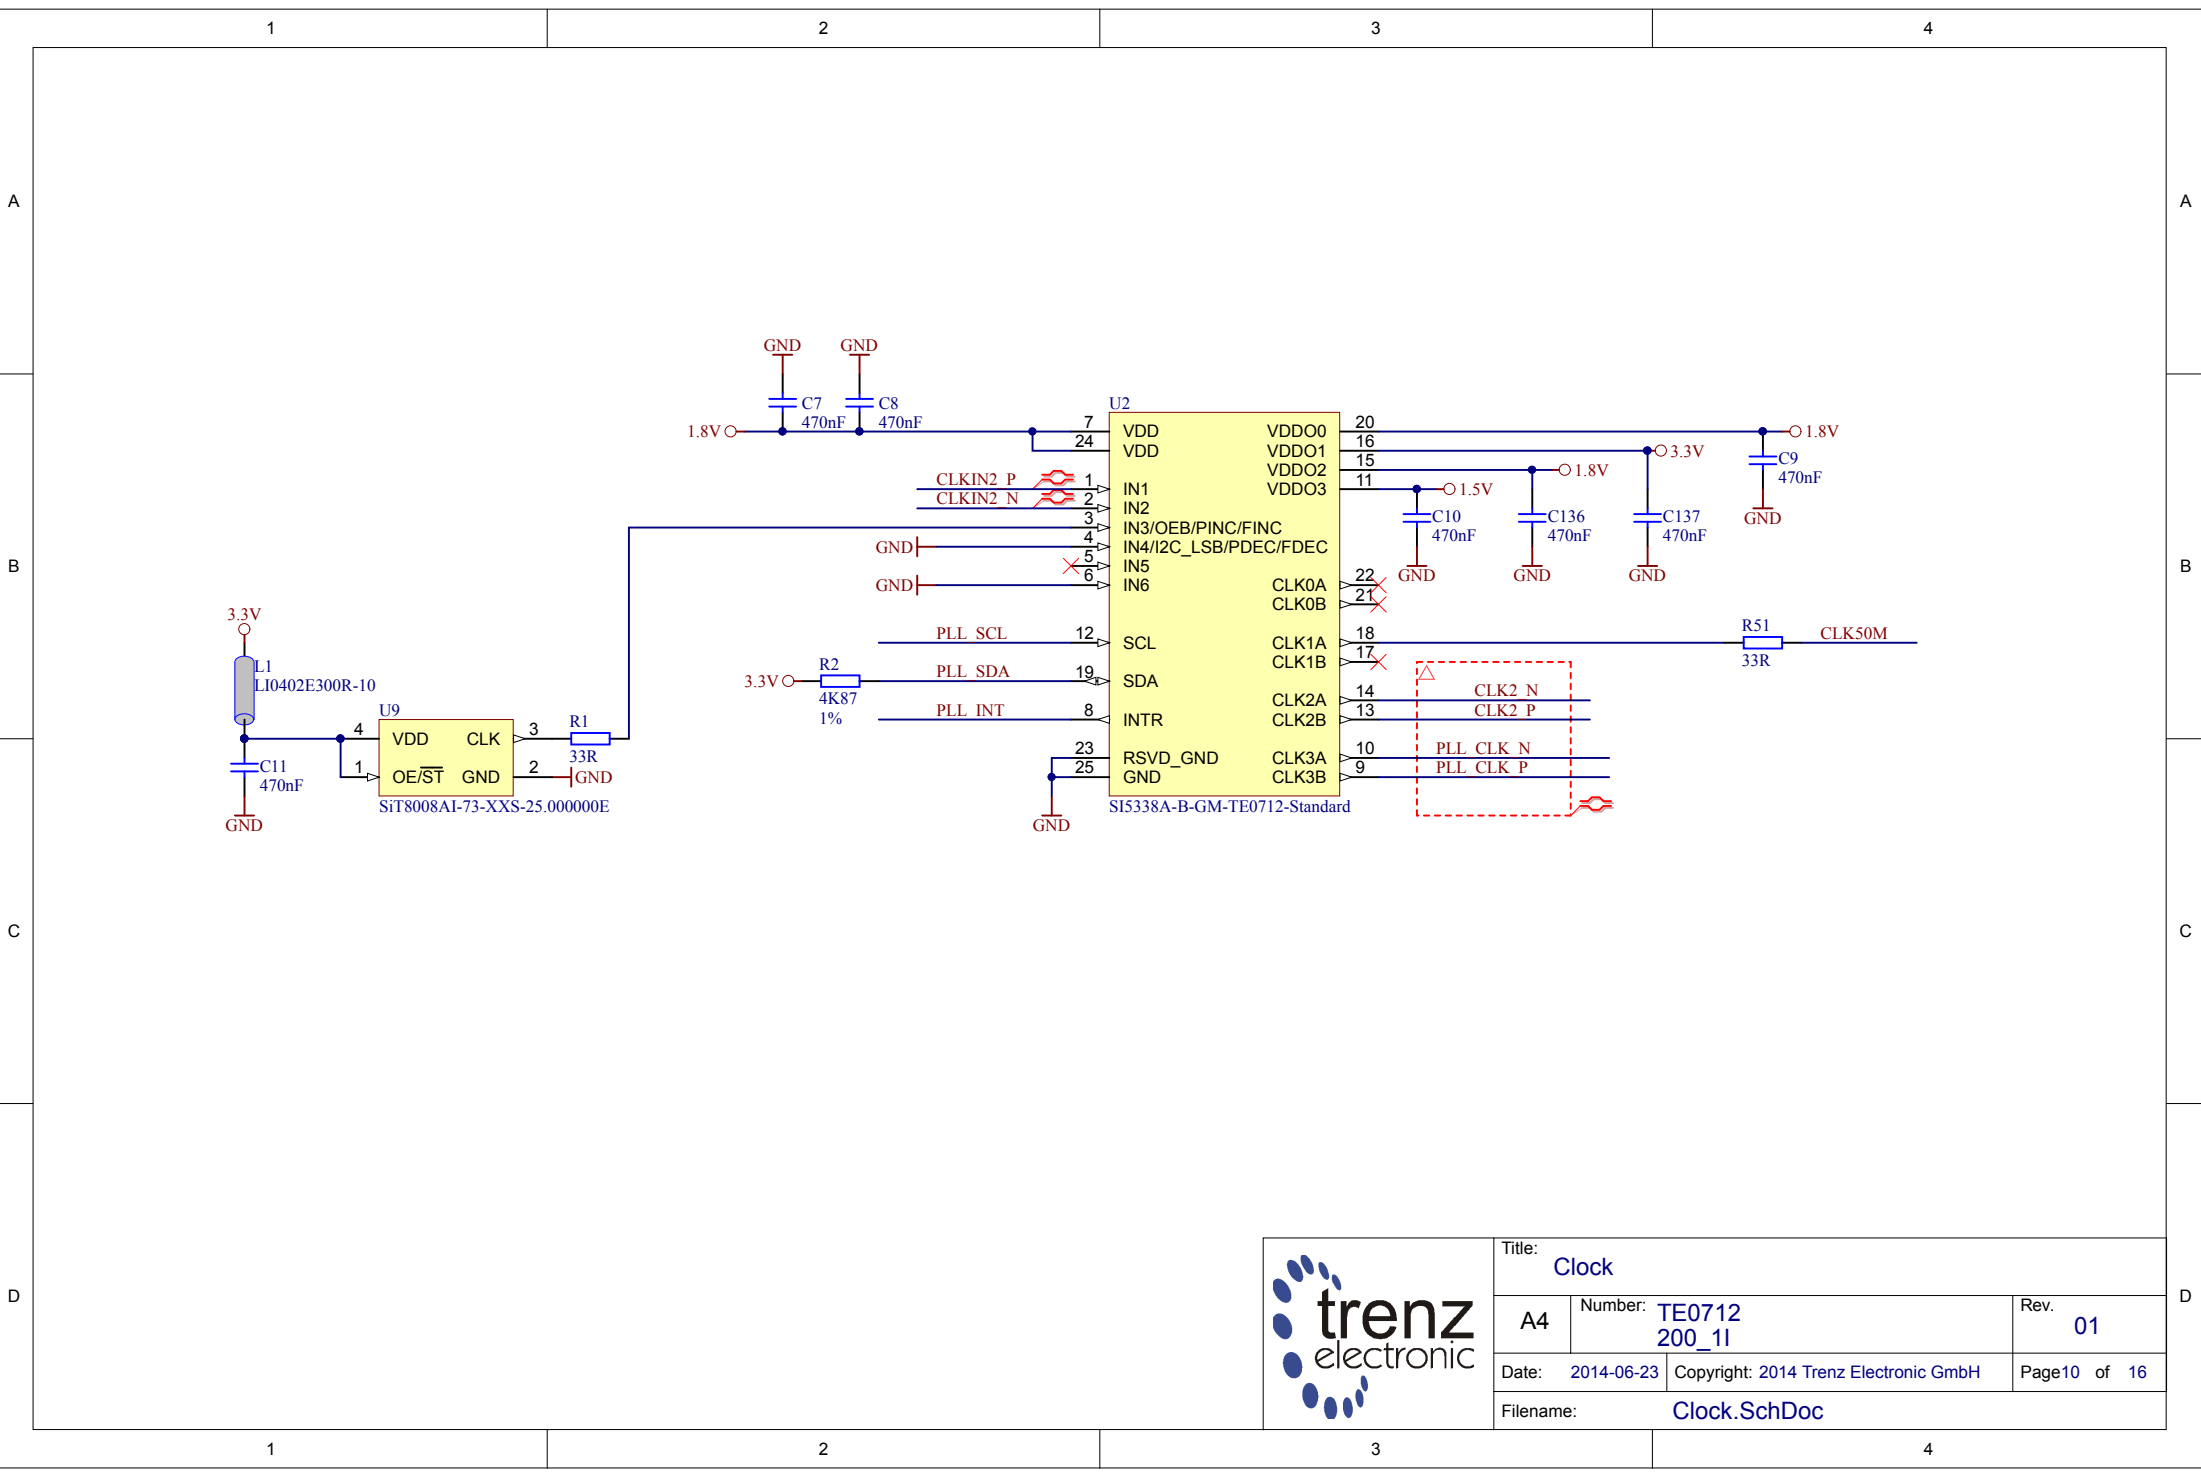 1 2 3 4
A A
GND GND
C7 C8
470nF 470nF
1.8V
U2
7 VDD VDDO0 20 1.8V
24 VDD VDDO1 16 3.3V
VDDO2 15 1.8V
CLKIN2_P 1 IN1 VDDO3 11 1.5V
CLKIN2_N 2 IN2
3 IN3/OEB/PINC/FINC
GND 4 IN4/I2C_LSB/PDEC/FDEC
5 IN5
GND 6 IN6
C9
470nF
GND
C10 C136 C137
470nF 470nF 470nF
GND GND GND
B B
CLK0A 22
CLK0B 21
PLL_SCL 12 SCL CLK1A 18
R51
33R
CLK50M
CLK1B 17
3.3V R2 PLL_SDA 19 SDA
4K87
1%
CLK2A 14 CLK2_N
PLL_INT 8 INTR CLK2B 13 CLK2_P
23 RSVD_GND CLK3A 10 PLL_CLK_N
25 GND CLK3B 9 PLL_CLK_P
GND
SI5338A-B-GM-TE0712-Standard
3.3V
L1
LI0402E300R-10
U9
4 VDD CLK 3
R1
33R
1 OE/ST GND 2 GND
SiT8008AI-73-XXS-25.000000E
C11
470nF
GND
C C
D D
trenz
electronic
Title:
Clock
A4 Number: TE0712
200_1I
Rev.
01
Date: 2014-06-23 Copyright: 2014 Trenz Electronic GmbH Page10 of 16
Filename: Clock.SchDoc
1 2 3 4